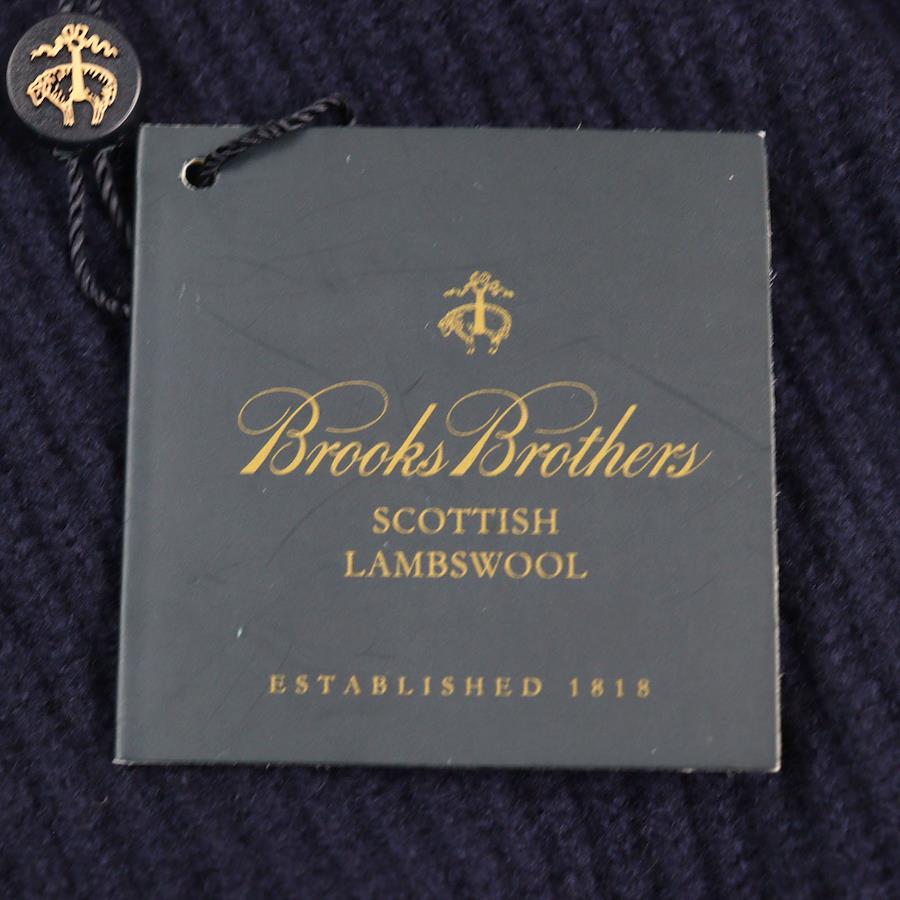 Brooks Brothers
SCOTTISH
LAMBSWOOL
ESTABLISHED 1818